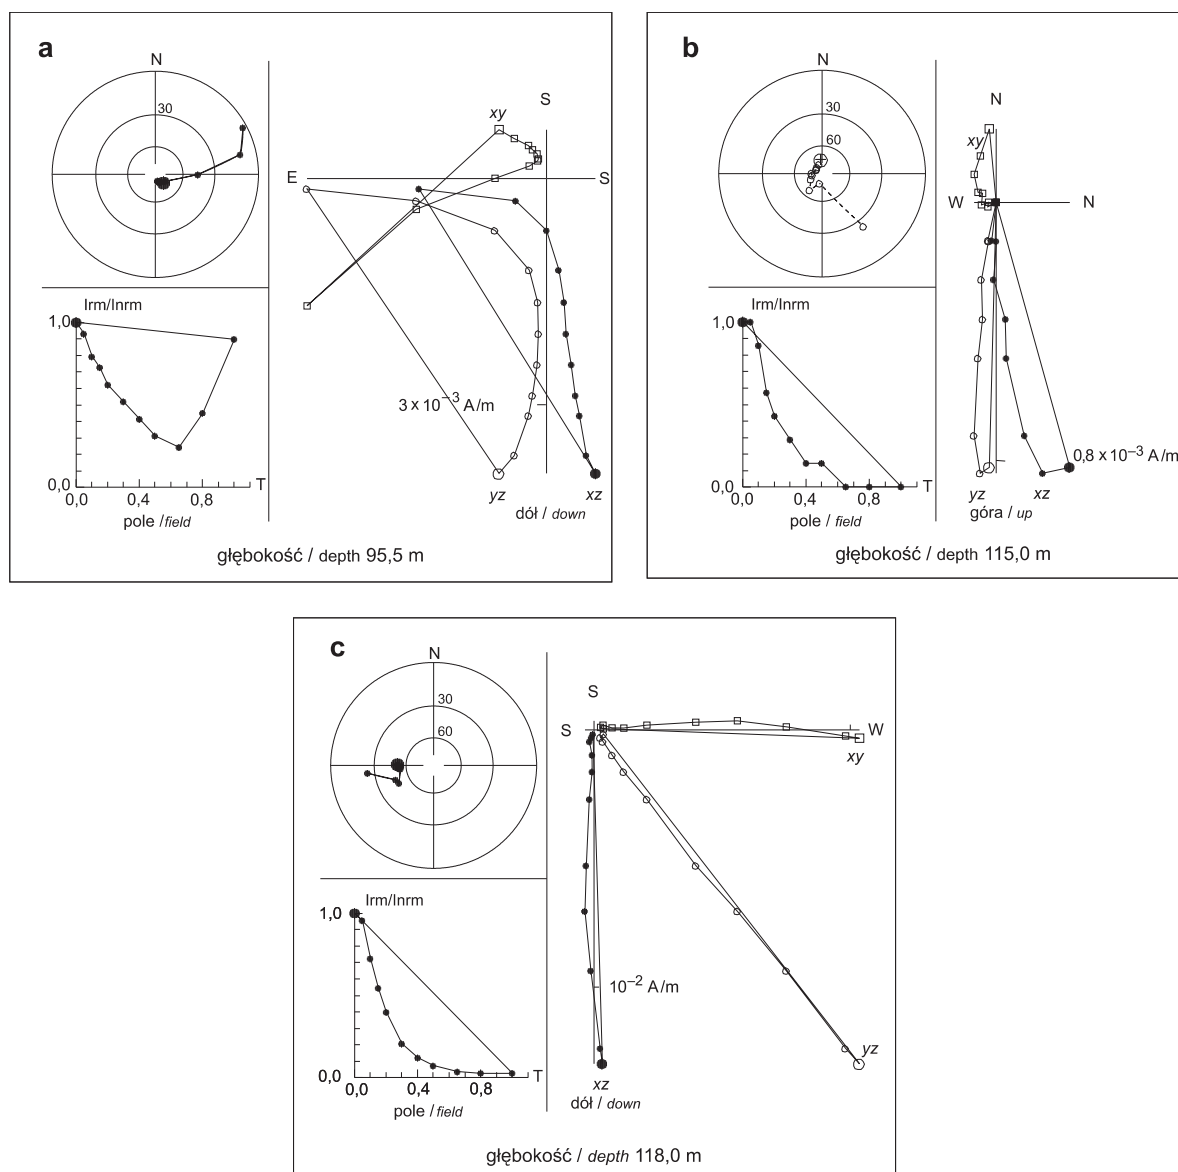 a
N
30
S
xy
E
S
3 × 10⁻³ A/m
yz
xz
dół / down
Irm/Inrm
1,0
0,0
0,0
0,4
0,8
T
pole / field
głębokość / depth 95,5 m
b
N
30
60
N
xy
W
N
0,8 × 10⁻³ A/m
yz
xz
góra / up
1,0
0,0
0,0
0,4
0,8
T
pole / field
głębokość / depth 115,0 m
c
N
30
60
S
S
W
xy
10⁻² A/m
yz
xz
dół / down
Irm/Inrm
1,0
0,0
0,0
0,4
0,8
T
pole / field
głębokość / depth 118,0 m